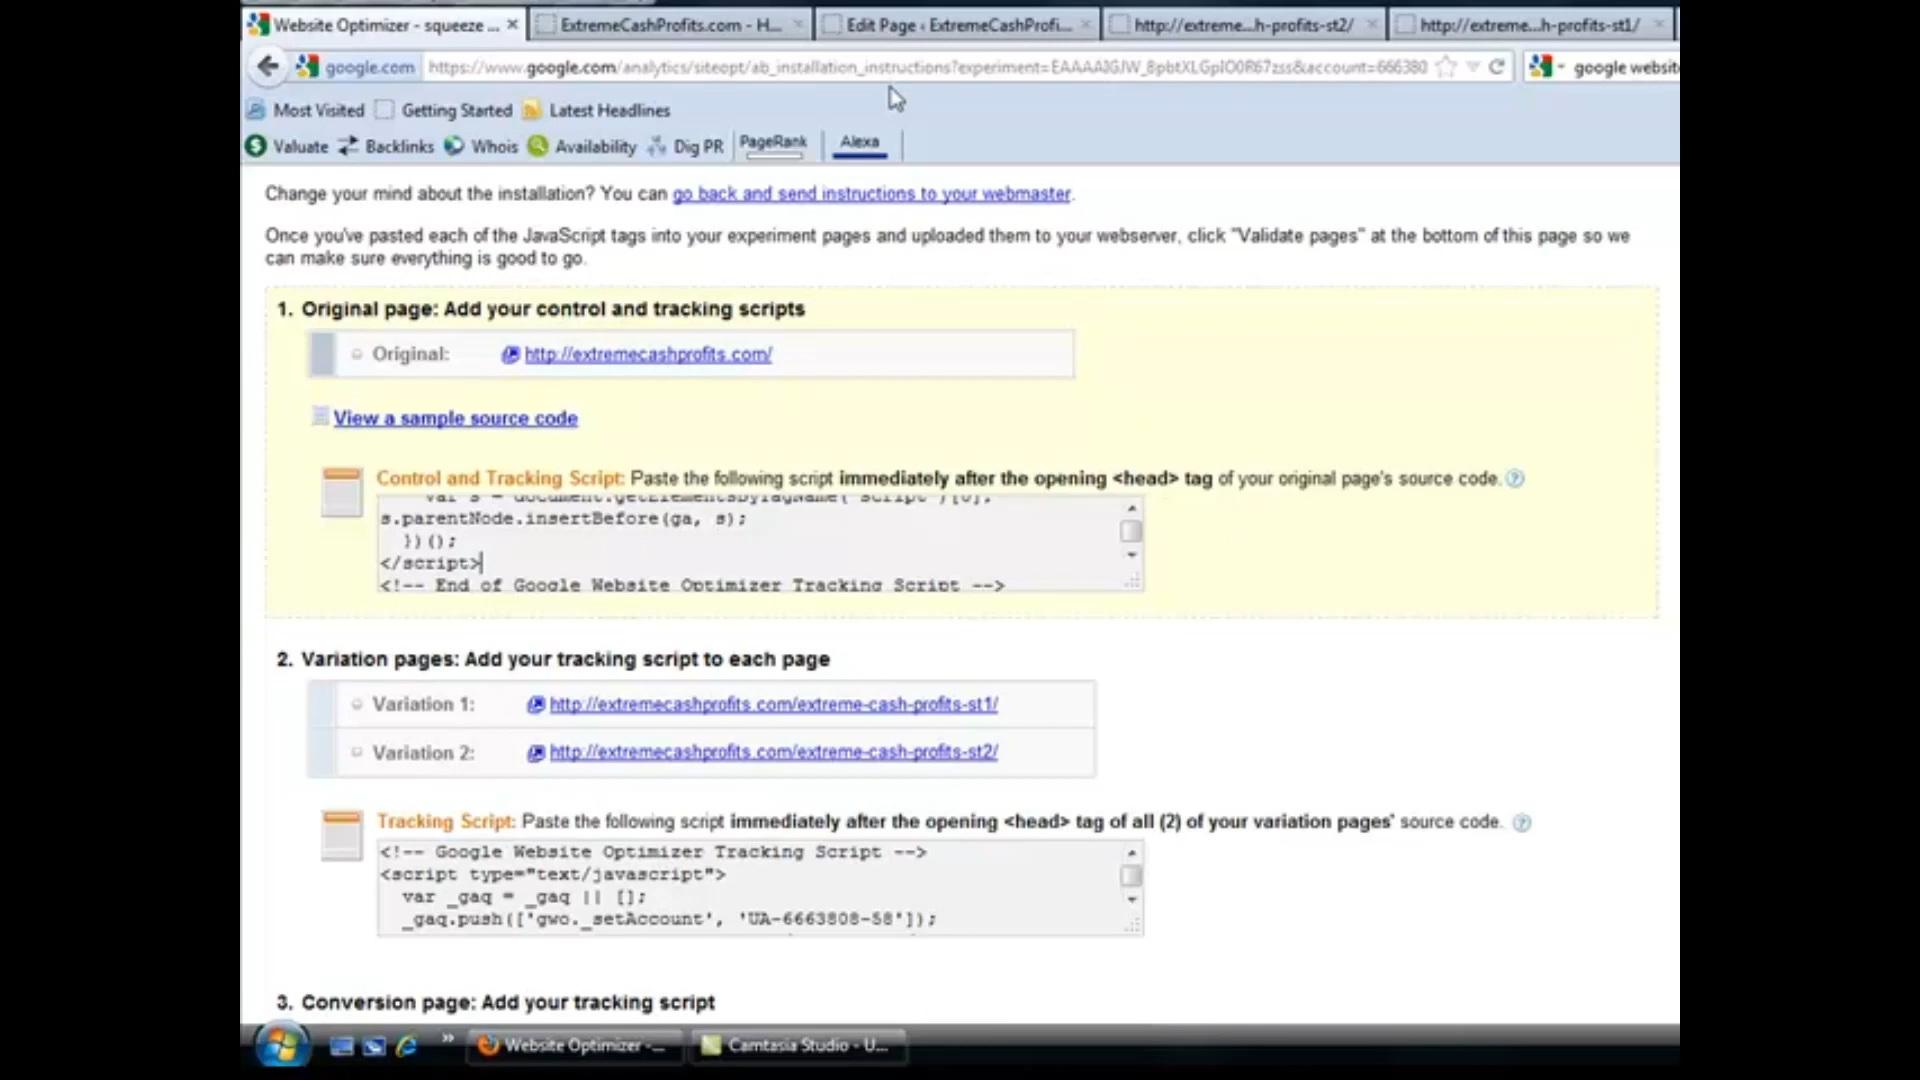 Website Optimizer - squeeze ...
ExtremeCashProfits.com - H...
Edit Page ‹ ExtremeCashProfi...
http://extreme...h-profits-st2/
http://extreme...h-profits-st1/
google.com
https://www.google.com/analytics/siteopt/ab_installation_instructions?experiment=
google websit
Most Visited
Getting Started
Latest Headlines
Valuate
Backlinks
Whois
Availability
Dig PR
PageRank
Alexa
Change your mind about the installation? You can go back and send instructions to your webmaster.
Once you've pasted each of the JavaScript tags into your experiment pages and uploaded them to your webserver, click "Validate pages" at the bottom of this page so we
can make sure everything is good to go.
1. Original page: Add your control and tracking scripts
Original: http://extremecashprofits.com/
View a sample source code
Control and Tracking Script: Paste the following script immediately after the opening <head> tag of your original page's source code.
var s = document.getElementsByTagName('script')[0];
s.parentNode.insertBefore(ga, s);
})();
</script>
<!-- End of Google Website Optimizer Tracking Script -->
2. Variation pages: Add your tracking script to each page
Variation 1: http://extremecashprofits.com/extreme-cash-profits-st1/
Variation 2: http://extremecashprofits.com/extreme-cash-profits-st2/
Tracking Script: Paste the following script immediately after the opening <head> tag of all (2) of your variation pages' source code.
<!-- Google Website Optimizer Tracking Script -->
<script type="text/javascript">
var _gaq = _gaq || [];
_gaq.push(['gwo._setAccount', 'UA-6663808-58']);
3. Conversion page: Add your tracking script
Website Optimizer -...
Camtasia Studio - U...